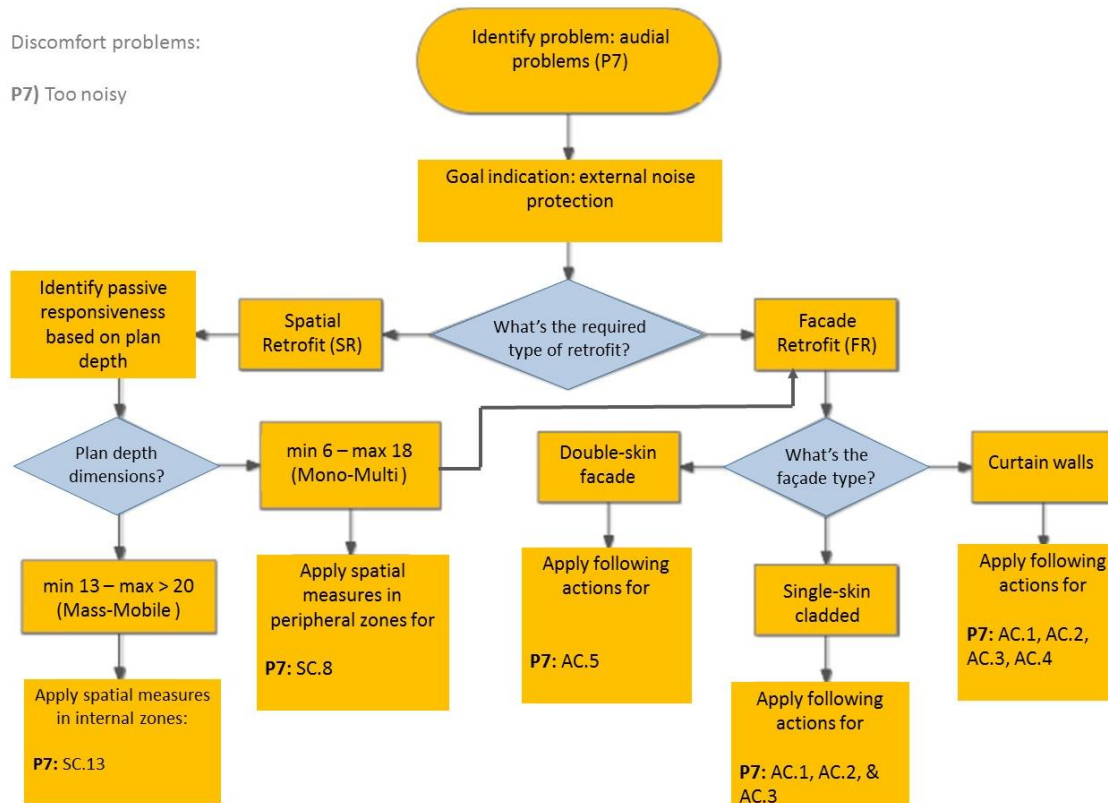 Discomfort problems:
P7) Too noisy
Identify problem: audial
problems (P7)
Goal indication: external noise
protection
What's the required
type of retrofit?
Spatial
Retrofit (SR)
Identify passive
responsiveness
based on plan
depth
Facade
Retrofit (FR)
Plan depth
dimensions?
min 6 – max 18
(Mono-Multi )
Double-skin
facade
What's the
façade type?
Curtain walls
min 13 – max > 20
(Mass-Mobile )
Apply spatial
measures in
peripheral zones for
P7: SC.8
Apply following
actions for
P7: AC.5
Single-skin
cladded
Apply following
actions for
P7: AC.1, AC.2,
AC.3, AC.4
Apply spatial measures
in internal zones:
P7: SC.13
Apply following
actions for
P7: AC.1, AC.2, &
AC.3